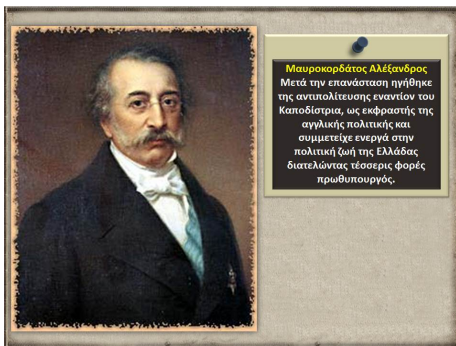 Μαυροκορδάτος Αλέξανδρος
Μετά την επανάσταση ηγήθηκε
της αντιπολίτευσης εναντίον του
Καποδίστρια, ως εκφραστής της
αγγλικής πολιτικής και
συμμετείχε ενεργά στην
πολιτική ζωή της Ελλάδας
διατελώντας τέσσερις φορές
πρωθυπουργός.